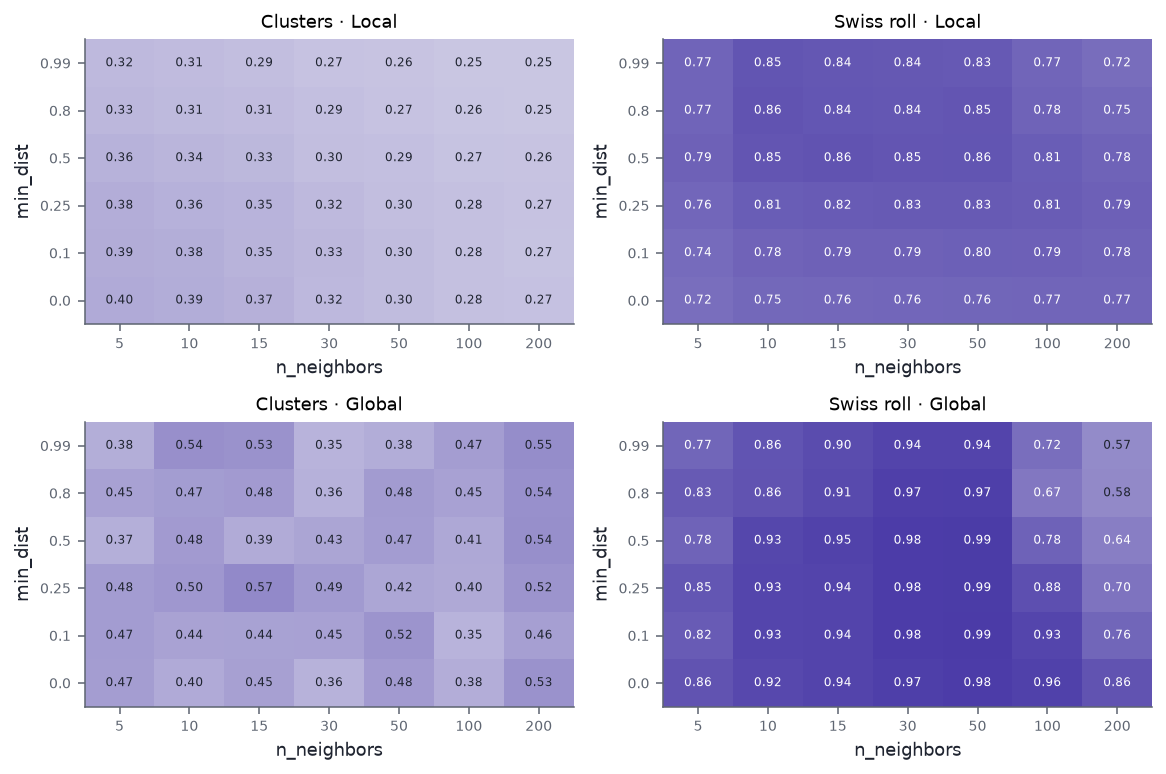 Clusters · Local
0.99 0.32 0.31 0.29 0.27 0.26 0.25 0.25
0.8 0.33 0.31 0.31 0.29 0.27 0.26 0.25
0.5 0.36 0.34 0.33 0.30 0.29 0.27 0.26
0.25 0.38 0.36 0.35 0.32 0.30 0.28 0.27
0.1 0.39 0.38 0.35 0.33 0.30 0.28 0.27
0.0 0.40 0.39 0.37 0.32 0.30 0.28 0.27
5 10 15 30 50 100 200
min_dist
n_neighbors
Swiss roll · Local
0.99 0.77 0.85 0.84 0.84 0.83 0.77 0.72
0.8 0.77 0.86 0.84 0.84 0.85 0.78 0.75
0.5 0.79 0.85 0.86 0.85 0.86 0.81 0.78
0.25 0.76 0.81 0.82 0.83 0.83 0.81 0.79
0.1 0.74 0.78 0.79 0.79 0.80 0.79 0.78
0.0 0.72 0.75 0.76 0.76 0.76 0.77 0.77
5 10 15 30 50 100 200
min_dist
n_neighbors
Clusters · Global
0.99 0.38 0.54 0.53 0.35 0.38 0.47 0.55
0.8 0.45 0.47 0.48 0.36 0.48 0.45 0.54
0.5 0.37 0.48 0.39 0.43 0.47 0.41 0.54
0.25 0.48 0.50 0.57 0.49 0.42 0.40 0.52
0.1 0.47 0.44 0.44 0.45 0.52 0.35 0.46
0.0 0.47 0.40 0.45 0.36 0.48 0.38 0.53
5 10 15 30 50 100 200
min_dist
n_neighbors
Swiss roll · Global
0.99 0.77 0.86 0.90 0.94 0.94 0.72 0.57
0.8 0.83 0.86 0.91 0.97 0.97 0.67 0.58
0.5 0.78 0.93 0.95 0.98 0.99 0.78 0.64
0.25 0.85 0.93 0.94 0.98 0.99 0.88 0.70
0.1 0.82 0.93 0.94 0.98 0.99 0.93 0.76
0.0 0.86 0.92 0.94 0.97 0.98 0.96 0.86
5 10 15 30 50 100 200
min_dist
n_neighbors